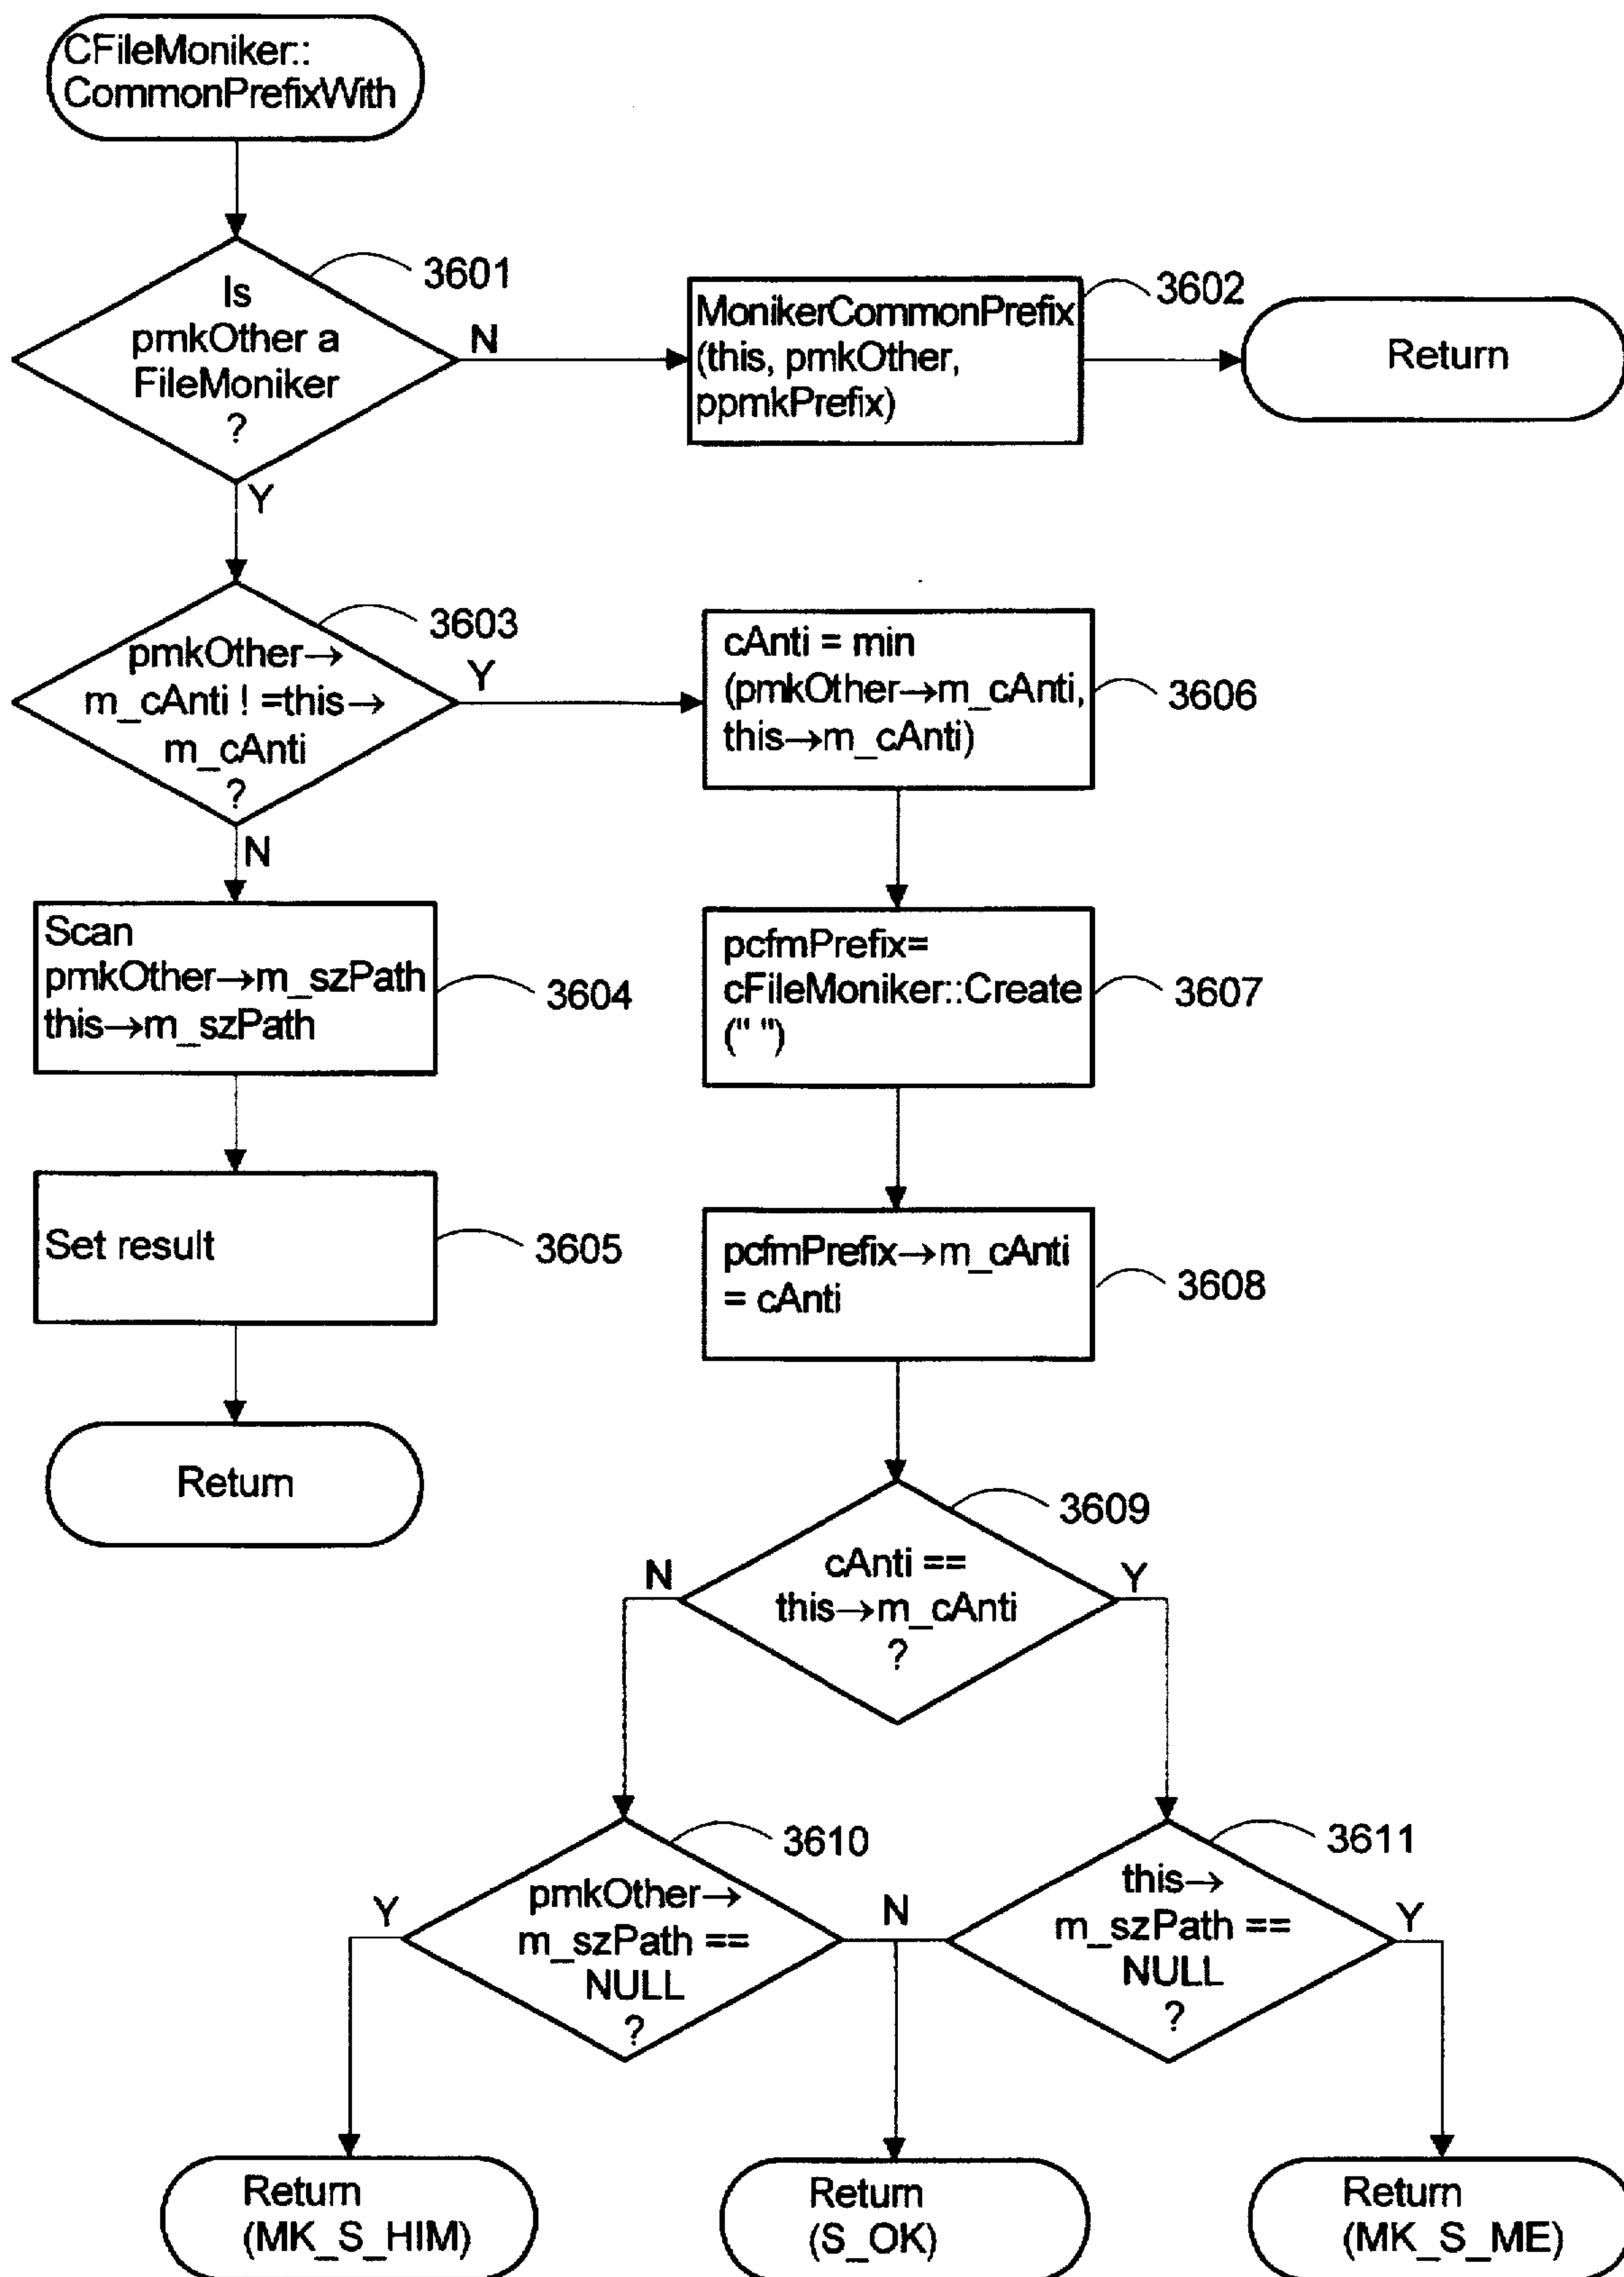 CFileMoniker::
CommonPrefixWith
Is
pmkOther a
FileMoniker
?
3601
N
MonikerCommonPrefix
(this, pmkOther,
ppmkPrefix)
3602
Return
Y
pmkOther→
m_cAnti ! =this→
m_cAnti
?
3603
Y
cAnti = min
(pmkOther→m_cAnti,
this→m_cAnti)
3606
N
Scan
pmkOther→m_szPath
this→m_szPath
3604
pcfmPrefix=
cFileMoniker::Create
(" ")
3607
Set result
3605
pcfmPrefix→m_cAnti
= cAnti
3608
Return
cAnti ==
this→m_cAnti
?
3609
N
Y
pmkOther→
m_szPath ==
NULL
?
3610
Y
N
this→
m_szPath ==
NULL
?
3611
Y
Return
(MK_S_HIM)
Return
(S_OK)
Return
(MK_S_ME)